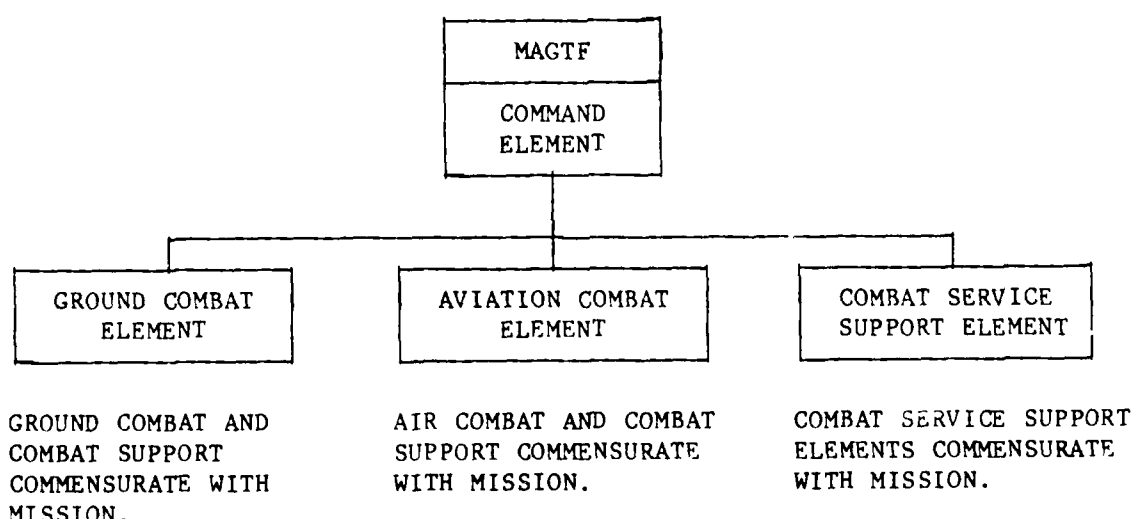 MAGTF
COMMAND
ELEMENT
GROUND COMBAT
ELEMENT
AVIATION COMBAT
ELEMENT
COMBAT SERVICE
SUPPORT ELEMENT
GROUND COMBAT AND
COMBAT SUPPORT
COMMENSURATE WITH
MISSION.
AIR COMBAT AND COMBAT
SUPPORT COMMENSURATE
WITH MISSION.
COMBAT SERVICE SUPPORT
ELEMENTS COMMENSURATE
WITH MISSION.